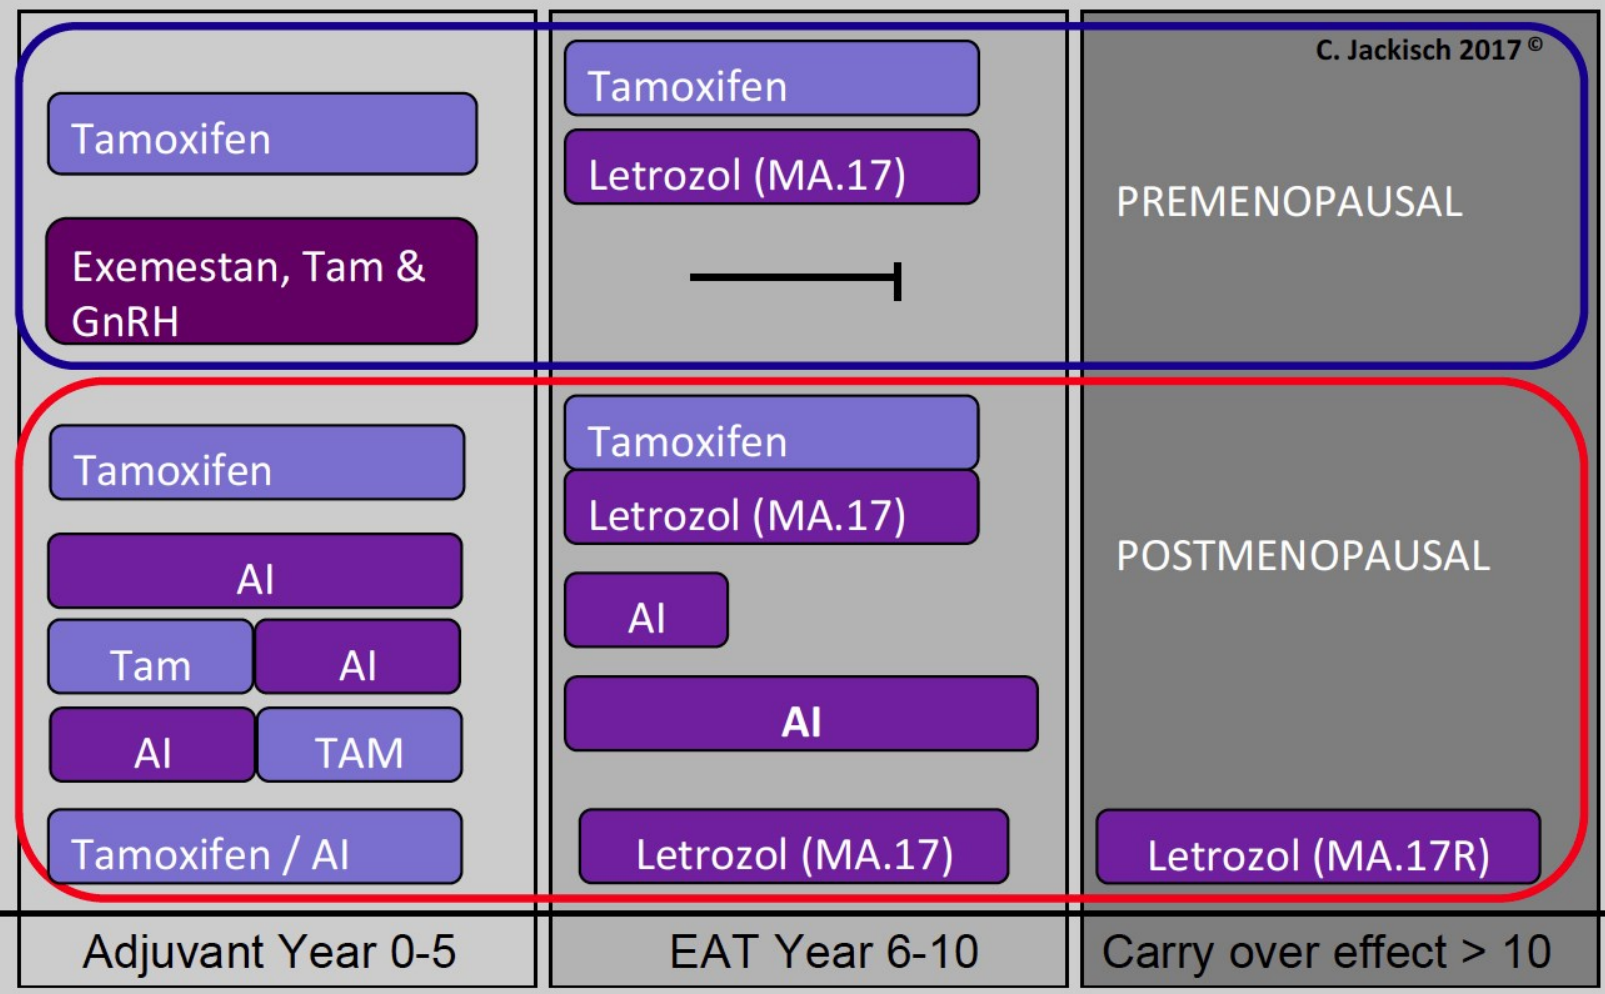 C. Jackisch 2017 ©
Tamoxifen
Exemestan, Tam &
GnRH
Tamoxifen
Letrozol (MA.17)
PREMENOPAUSAL
Tamoxifen
AI
Tam AI
AI TAM
Tamoxifen / AI
Tamoxifen
Letrozol (MA.17)
AI
AI
Letrozol (MA.17)
POSTMENOPAUSAL
Letrozol (MA.17R)
Adjuvant Year 0-5
EAT Year 6-10
Carry over effect > 10